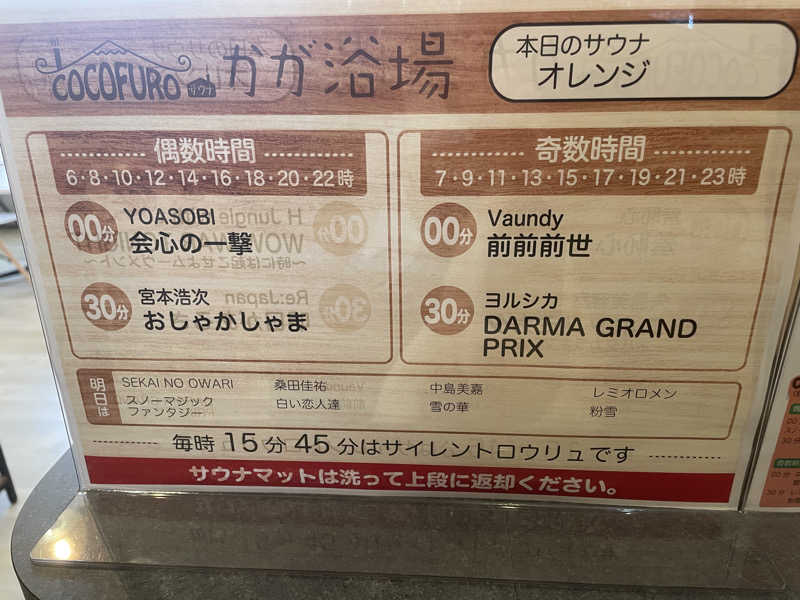 COCOFURO サウナ かが浴場
本日のサウナ
オレンジ
偶数時間
6・8・10・12・14・16・18・20・22時
00分 YOASOBI
会心の一撃
30分 宮本浩次
おしゃかしゃま
奇数時間
7・9・11・13・15・17・19・21・23時
00分 Vaundy
前前前世
30分 ヨルシカ
DARMA GRAND
PRIX
明日は
SEKAI NO OWARI
スノーマジック
ファンタジー
桑田佳祐
白い恋人達
中島美嘉
雪の華
レミオロメン
粉雪
毎時 15分 45分はサイレントロウリュです
サウナマットは洗って上段に返却ください。